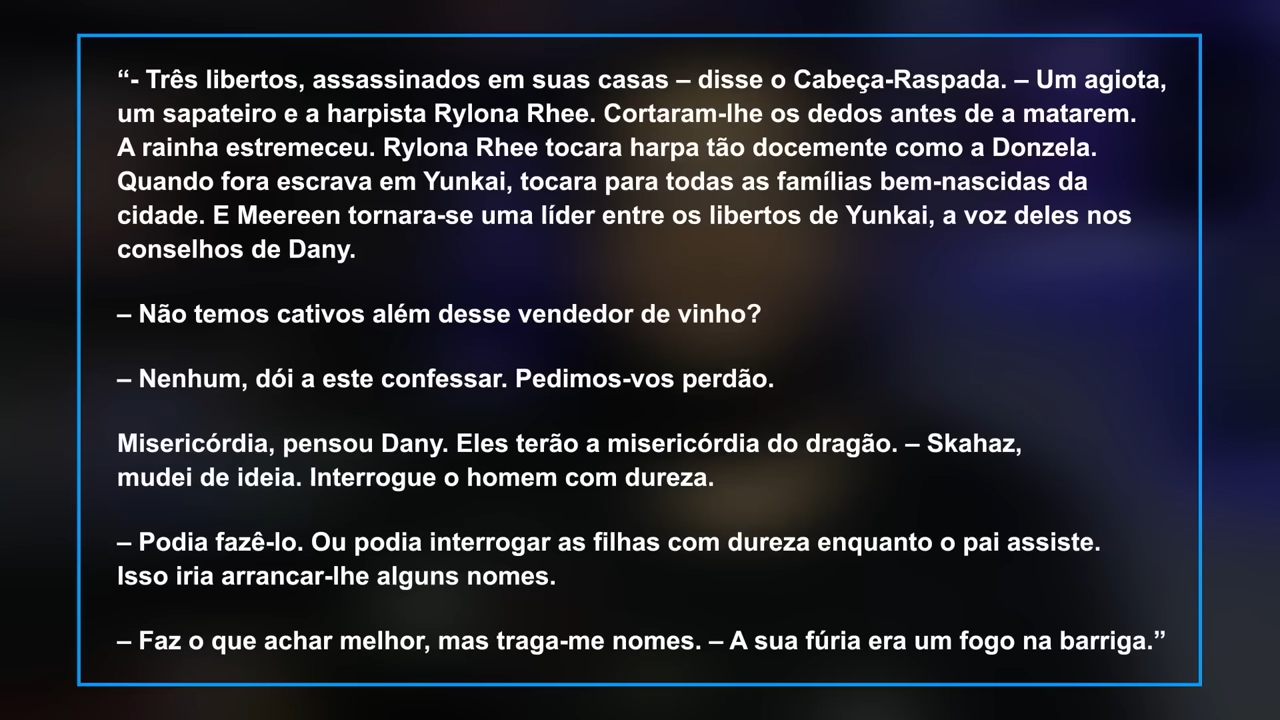 “- Três libertos, assassinados em suas casas – disse o Cabeça-Raspada. – Um agiota,
um sapateiro e a harpista Rylona Rhee. Cortaram-lhe os dedos antes de a matarem.
A rainha estremeceu. Rylona Rhee tocara harpa tão docemente como a Donzela.
Quando fora escrava em Yunkai, tocara para todas as famílias bem-nascidas da
cidade. E Meereen tornara-se uma líder entre os libertos de Yunkai, a voz deles nos
conselhos de Dany.
– Não temos cativos além desse vendedor de vinho?
– Nenhum, dói a este confessar. Pedimos-vos perdão.
Misericórdia, pensou Dany. Eles terão a misericórdia do dragão. – Skahaz,
mudei de ideia. Interrogue o homem com dureza.
– Podia fazê-lo. Ou podia interrogar as filhas com dureza enquanto o pai assiste.
Isso iria arrancar-lhe alguns nomes.
– Faz o que achar melhor, mas traga-me nomes. – A sua fúria era um fogo na barriga.”